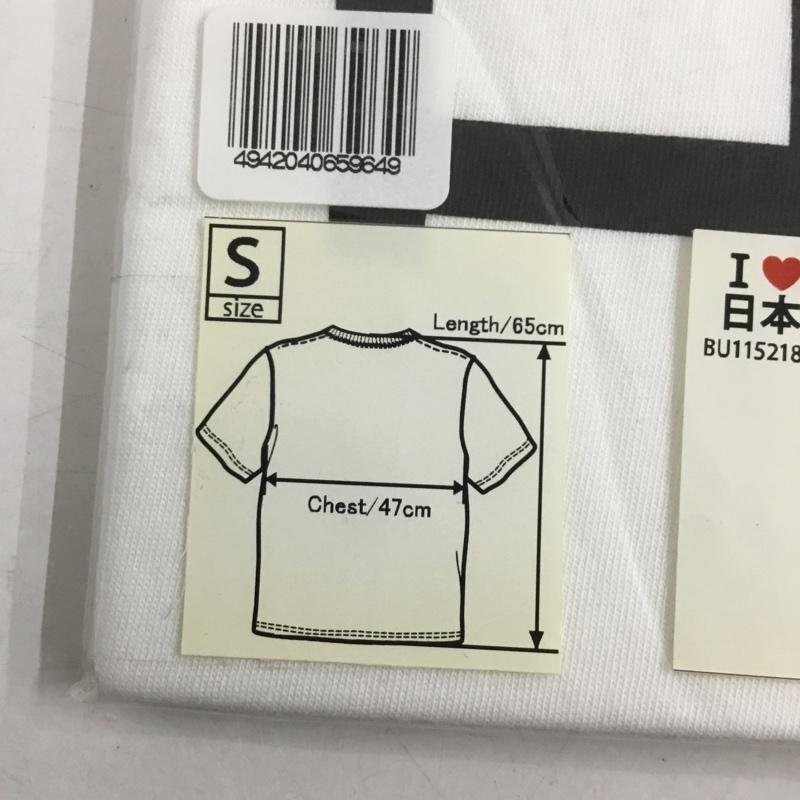 4942040659649
S
size
Length/65cm
Chest/47cm
I ❤
日本
BU115218